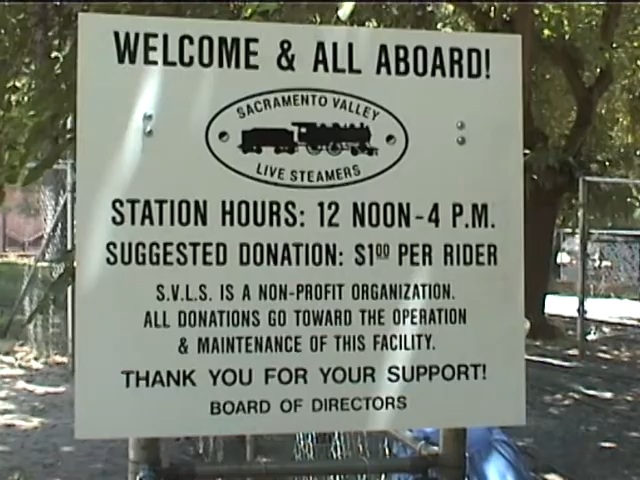 WELCOME & ALL ABOARD!
SACRAMENTO VALLEY
LIVE STEAMERS
STATION HOURS: 12 NOON-4 P.M.
SUGGESTED DONATION: $1⁰⁰ PER RIDER
S.V.L.S. IS A NON-PROFIT ORGANIZATION.
ALL DONATIONS GO TOWARD THE OPERATION
& MAINTENANCE OF THIS FACILITY.
THANK YOU FOR YOUR SUPPORT!
BOARD OF DIRECTORS